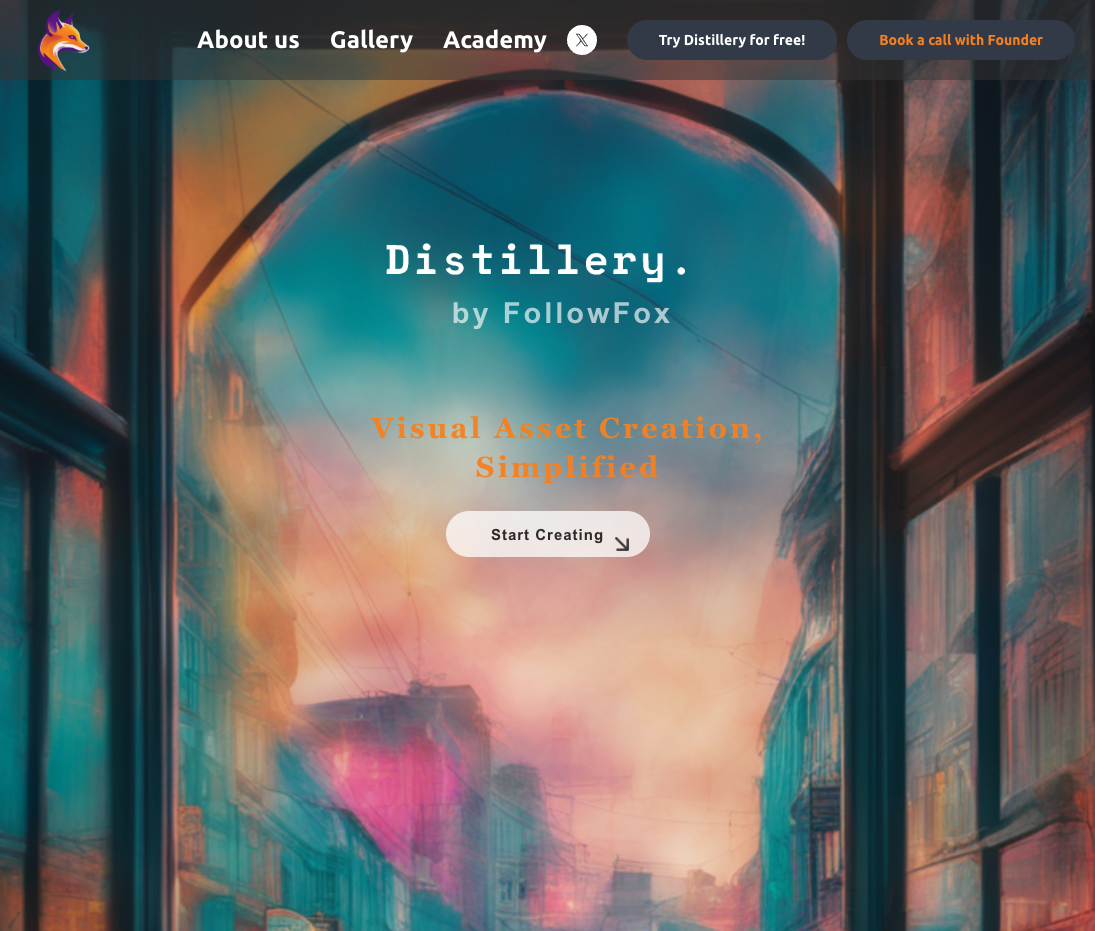 About us Gallery Academy 𝕏 Try Distillery for free! Book a call with Founder
Distillery.
by FollowFox
Visual Asset Creation,
Simplified
Start Creating